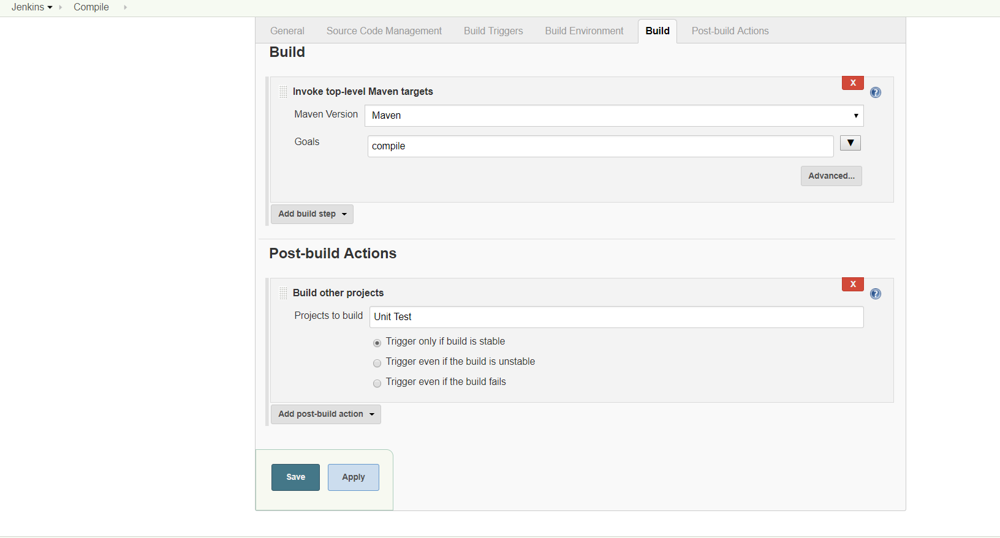 Jenkins Compile
General Source Code Management Build Triggers Build Environment Build Post-build Actions
Build
X
Invoke top-level Maven targets
?
Maven Version Maven
Goals compile
Advanced...
Add build step
Post-build Actions
X
Build other projects
?
Projects to build Unit Test
Trigger only if build is stable
Trigger even if the build is unstable
Trigger even if the build fails
Add post-build action
Save Apply